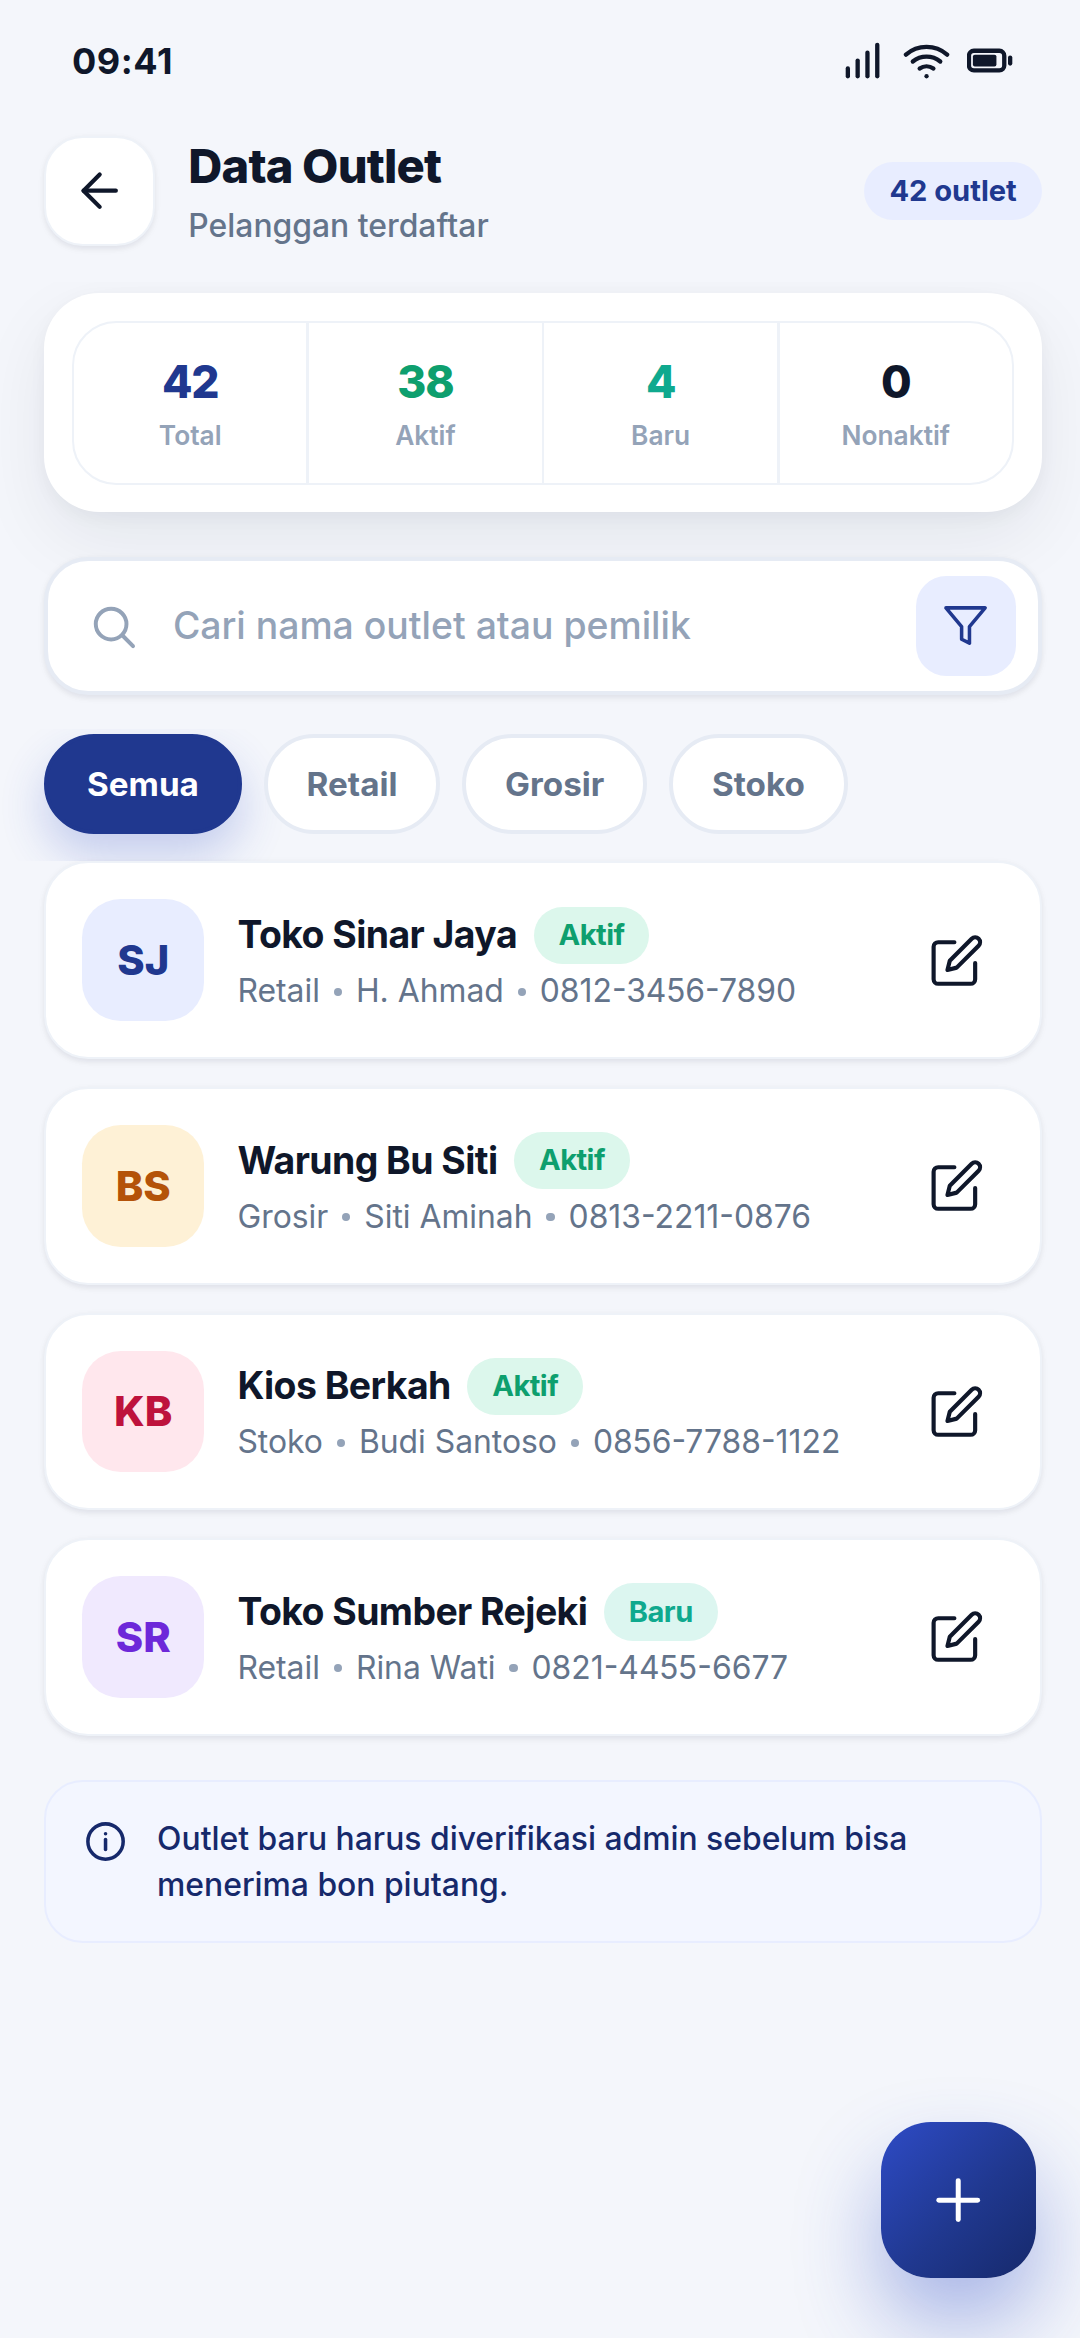 09:41
Data Outlet
Pelanggan terdaftar
42 outlet
42
Total
38
Aktif
4
Baru
0
Nonaktif
Cari nama outlet atau pemilik
Semua
Retail
Grosir
Stoko
SJ
Toko Sinar Jaya
Aktif
Retail • H. Ahmad • 0812-3456-7890
BS
Warung Bu Siti
Aktif
Grosir • Siti Aminah • 0813-2211-0876
KB
Kios Berkah
Aktif
Stoko • Budi Santoso • 0856-7788-1122
SR
Toko Sumber Rejeki
Baru
Retail • Rina Wati • 0821-4455-6677
Outlet baru harus diverifikasi admin sebelum bisa
menerima bon piutang.